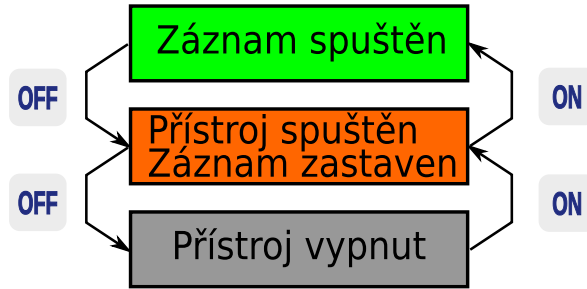 Záznam spuštěn
OFF
ON
Přístroj spuštěn
Záznam zastaven
OFF
ON
Přístroj vypnut